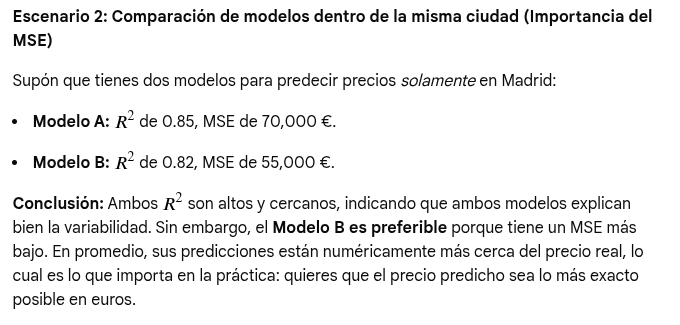 Escenario 2: Comparación de modelos dentro de la misma ciudad (Importancia del
MSE)
Supón que tienes dos modelos para predecir precios solamente en Madrid:
• Modelo A: R² de 0.85, MSE de 70,000 €.
• Modelo B: R² de 0.82, MSE de 55,000 €.
Conclusión: Ambos R² son altos y cercanos, indicando que ambos modelos explican
bien la variabilidad. Sin embargo, el Modelo B es preferible porque tiene un MSE más
bajo. En promedio, sus predicciones están numéricamente más cerca del precio real, lo
cual es lo que importa en la práctica: quieres que el precio predicho sea lo más exacto
posible en euros.